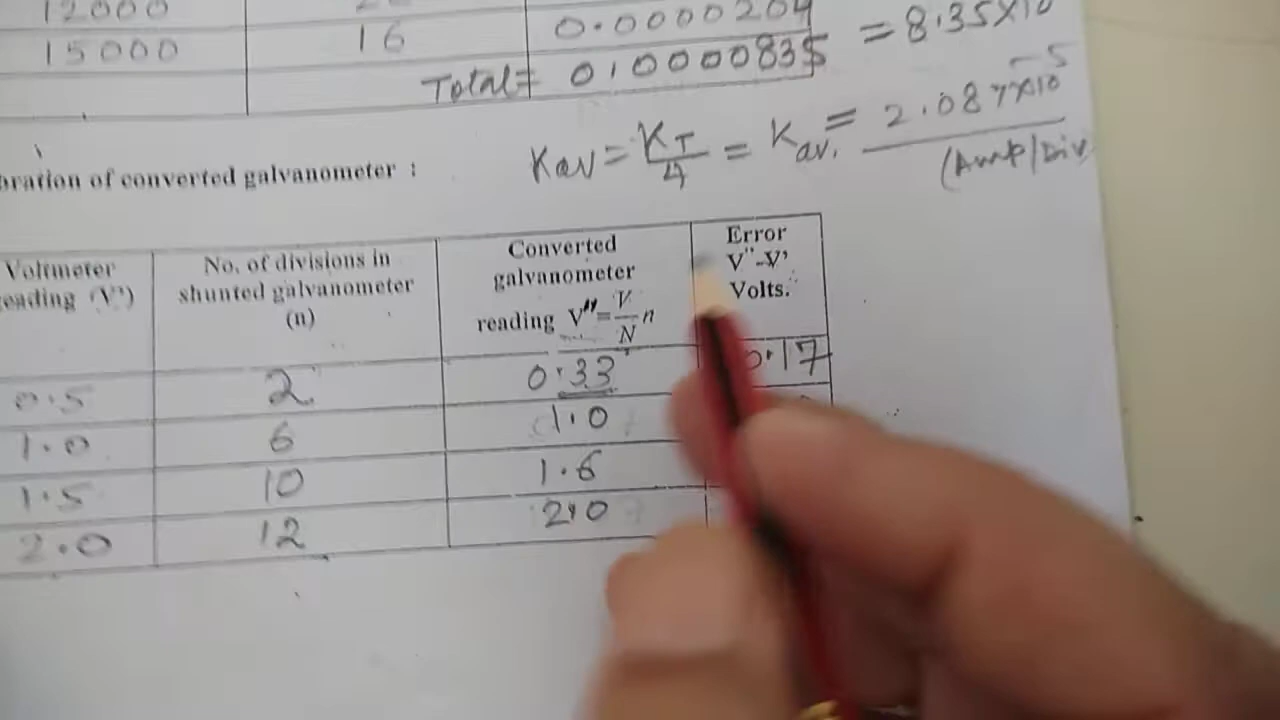 12000
15000 16 0.0000204 = 8.35×10
Total = 0.0000835
Kav = KT/4 = Kav. = 2.087×10-5
(Amp/Div
bration of converted galvanometer :
Voltmeter No. of divisions in Converted Error
reading (V') shunted galvanometer galvanometer V''-V'
(n) reading V''=V/N n Volts.
0.5 2 0.33 0.17
1.0 6 1.0
1.5 10 1.6
2.0 12 2.0